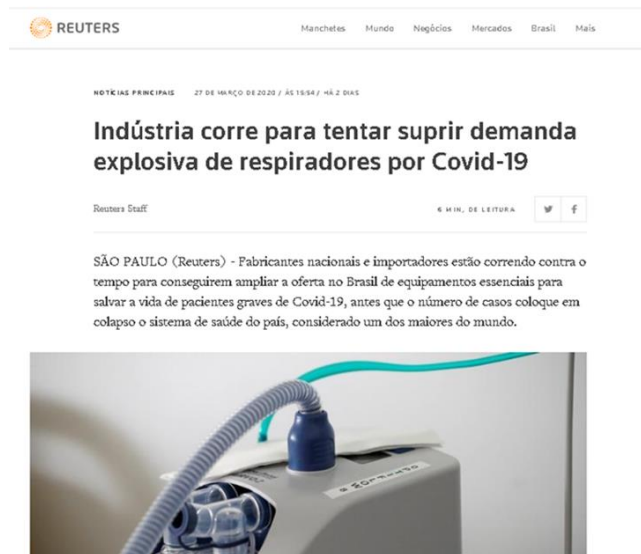 REUTERS
Manchetes Mundo Negócios Mercados Brasil Mais
NOTÍCIAS PRINCIPAIS 27 DE MARÇO DE 2020 / ÀS 15:54 / HÁ 2 DIAS
Indústria corre para tentar suprir demanda
explosiva de respiradores por Covid-19
Reuters Staff
6 MIN, DE LEITURA
SÃO PAULO (Reuters) - Fabricantes nacionais e importadores estão correndo contra o
tempo para conseguirem ampliar a oferta no Brasil de equipamentos essenciais para
salvar a vida de pacientes graves de Covid-19, antes que o número de casos coloque em
colapso o sistema de saúde do país, considerado um dos maiores do mundo.